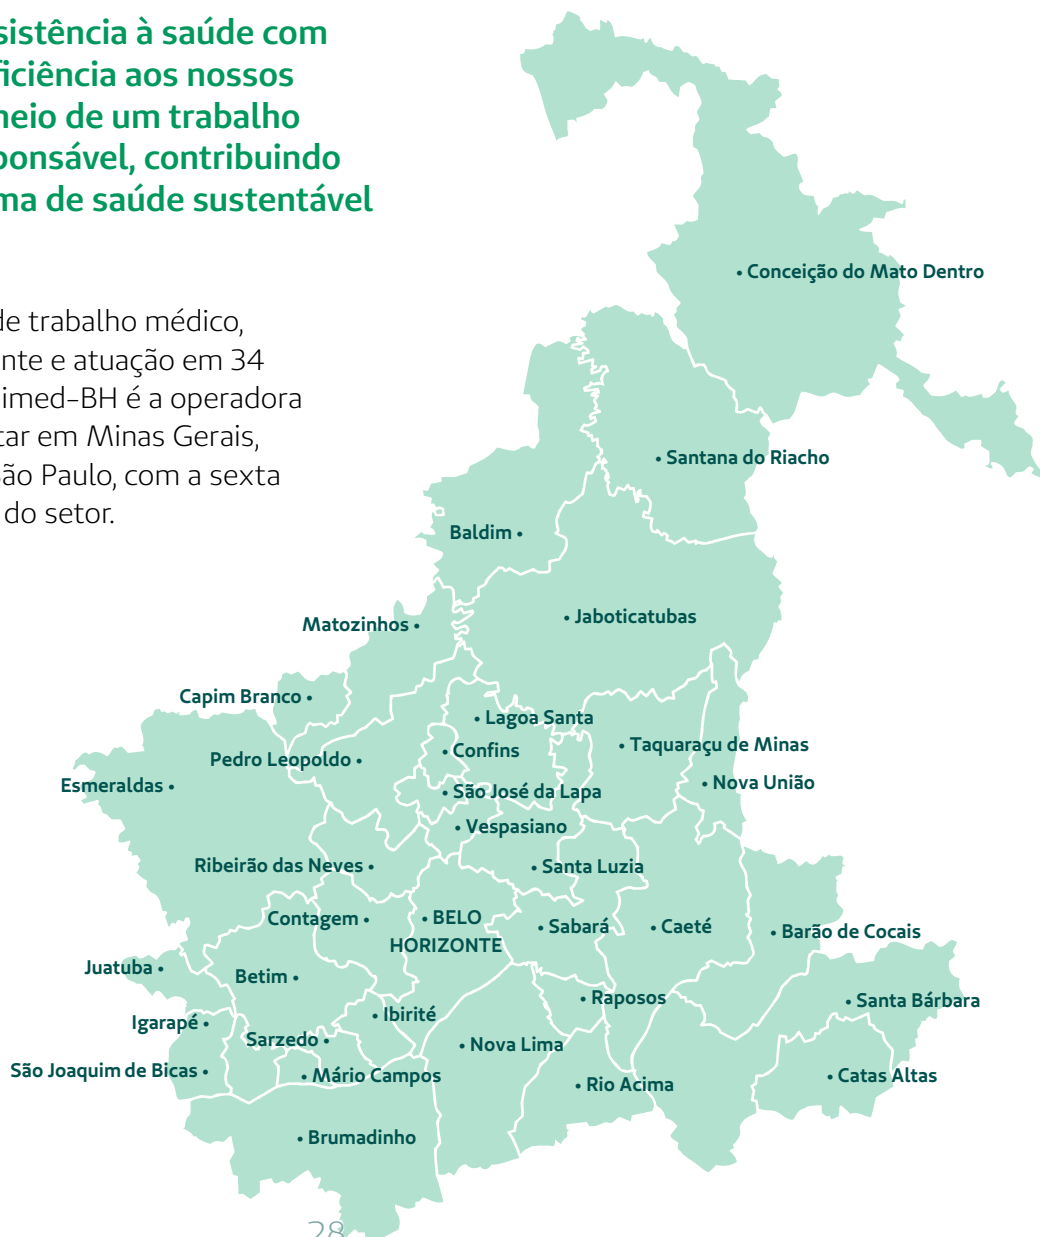 sistência à saúde com
ficiência aos nossos
neio de um trabalho
ponsável, contribuindo
ma de saúde sustentável
de trabalho médico,
nte e atuação em 34
imed-BH é a operadora
tar em Minas Gerais,
São Paulo, com a sexta
do setor.
• Conceição do Mato Dentro
• Santana do Riacho
Baldim •
• Jaboticatubas
Matozinhos •
Capim Branco •
• Lagoa Santa
• Taquaraçu de Minas
• Confins
Pedro Leopoldo •
• Nova União
Esmeraldas •
• São José da Lapa
• Vespasiano
Ribeirão das Neves •
• Santa Luzia
Contagem •
• BELO
HORIZONTE
• Sabará
• Caeté
• Barão de Cocais
Juatuba •
Betim •
• Raposos
• Santa Bárbara
• Ibirité
Igarapé •
Sarzedo •
• Nova Lima
São Joaquim de Bicas •
• Mário Campos
• Rio Acima
• Catas Altas
• Brumadinho
28